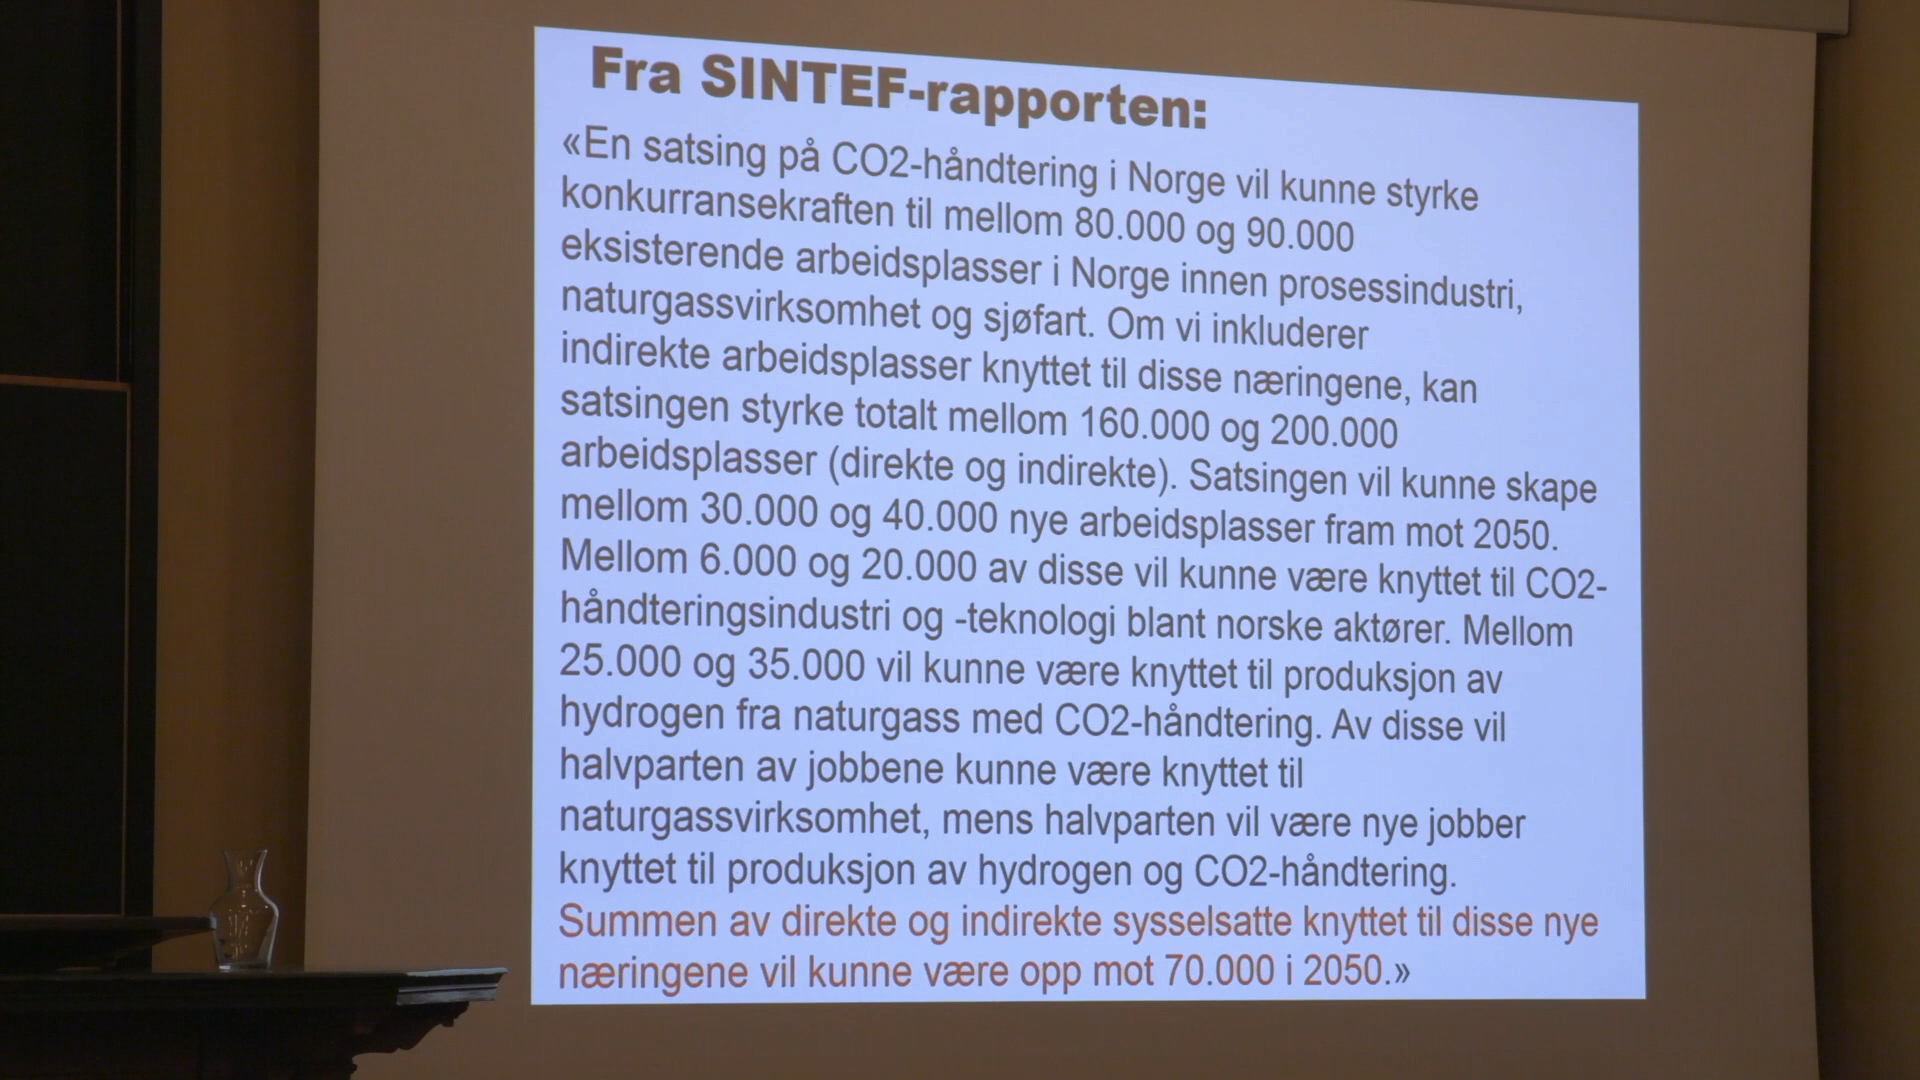 Fra SINTEF-rapporten:
«En satsing på CO2-håndtering i Norge vil kunne styrke
konkurransekraften til mellom 80.000 og 90.000
eksisterende arbeidsplasser i Norge innen prosessindustri,
naturgassvirksomhet og sjøfart. Om vi inkluderer
indirekte arbeidsplasser knyttet til disse næringene, kan
satsingen styrke totalt mellom 160.000 og 200.000
arbeidsplasser (direkte og indirekte). Satsingen vil kunne skape
mellom 30.000 og 40.000 nye arbeidsplasser fram mot 2050.
Mellom 6.000 og 20.000 av disse vil kunne være knyttet til CO2-
håndteringsindustri og -teknologi blant norske aktører. Mellom
25.000 og 35.000 vil kunne være knyttet til produksjon av
hydrogen fra naturgass med CO2-håndtering. Av disse vil
halvparten av jobbene kunne være knyttet til
naturgassvirksomhet, mens halvparten vil være nye jobber
knyttet til produksjon av hydrogen og CO2-håndtering.
Summen av direkte og indirekte sysselsatte knyttet til disse nye
næringene vil kunne være opp mot 70.000 i 2050.»